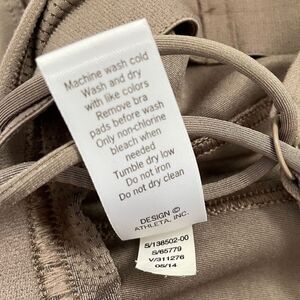 Machine wash cold
Wash and dry
with like colors
Remove bra
pads before wash
Only non-chlorine
bleach when
needed
Tumble dry low
Do not iron
Do not dry clean
DESIGN ©
ATHLETA, INC.
S/136502-00
S/65779
V/311276
09/14